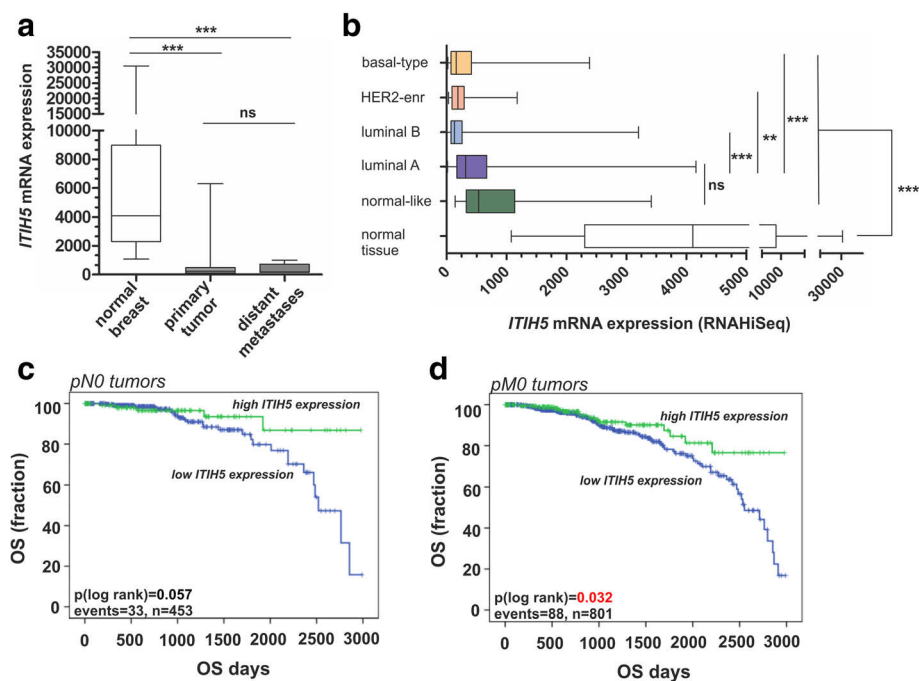 a
***
***
ns
ITIH5 mRNA expression
35000
30000
25000
20000
15000
10000
8000
6000
4000
2000
0
normal
breast
primary
tumor
distant
metastases
b
basal-type
HER2-enr
luminal B
luminal A
normal-like
normal
tissue
ns
***
**
***
***
0
1000
2000
3000
4000
5000
10000
30000
ITIH5 mRNA expression (RNAHiSeq)
c
pN0 tumors
high ITIH5 expression
low ITIH5 expression
OS (fraction)
100
80
60
40
20
0
p(log rank)=0.057
events=33, n=453
0 500 1000 1500 2000 2500 3000
OS days
d
pM0 tumors
high ITIH5 expression
low ITIH5 expression
OS (fraction)
100
80
60
40
20
0
p(log rank)=0.032
events=88, n=801
0 500 1000 1500 2000 2500 3000
OS days